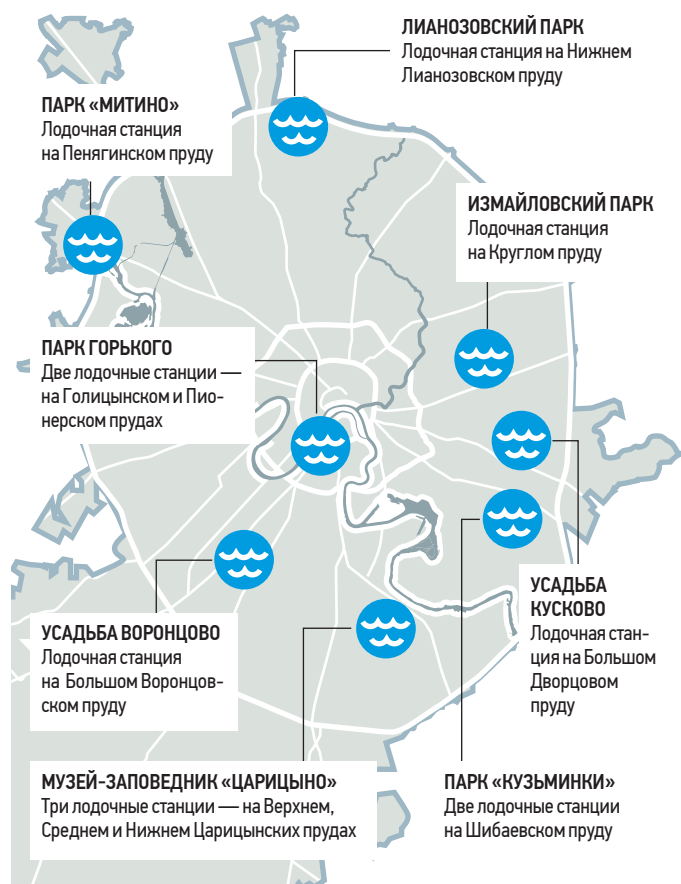 ЛИАНОЗОВСКИЙ ПАРК
Лодочная станция на Нижнем
Лианозовском пруду
ПАРК «МИТИНО»
Лодочная станция
на Пенягинском пруду
ИЗМАЙЛОВСКИЙ ПАРК
Лодочная станция
на Круглом пруду
ПАРК ГОРЬКОГО
Две лодочные станции —
на Голицынском и Пио-
нерском прудах
УСАДЬБА
КУСКОВО
Лодочная стан-
ция на Большом
Дворцовом
пруду
УСАДЬБА ВОРОНЦОВО
Лодочная станция
на Большом Воронцов-
ском пруду
МУЗЕЙ-ЗАПОВЕДНИК «ЦАРИЦЫНО»
Три лодочные станции — на Верхнем,
Среднем и Нижнем Царицынских прудах
ПАРК «КУЗЬМИНКИ»
Две лодочные станции
на Шибаевском пруду